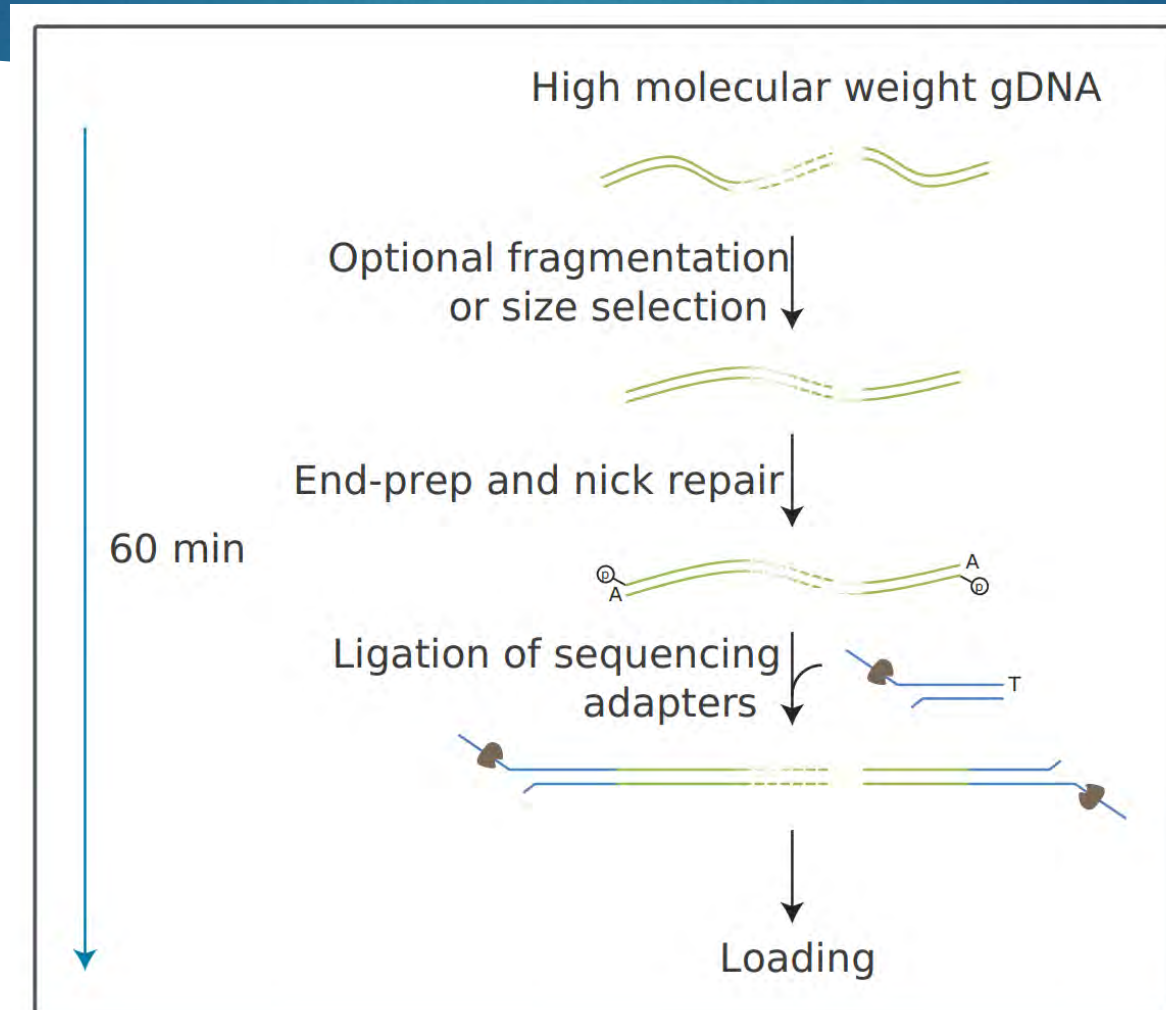 High molecular weight gDNA
Optional fragmentation
or size selection
End-prep and nick repair
60 min
p
A
A
p
Ligation of sequencing
adapters
T
Loading